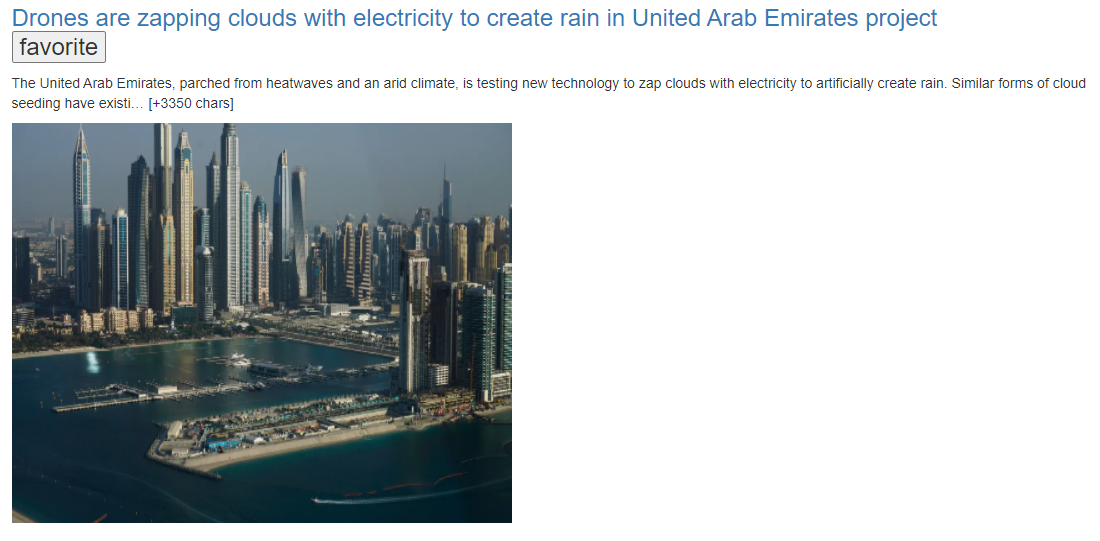 Drones are zapping clouds with electricity to create rain in United Arab Emirates project
favorite
The United Arab Emirates, parched from heatwaves and an arid climate, is testing new technology to zap clouds with electricity to artificially create rain. Similar forms of cloud
seeding have existi… [+3350 chars]